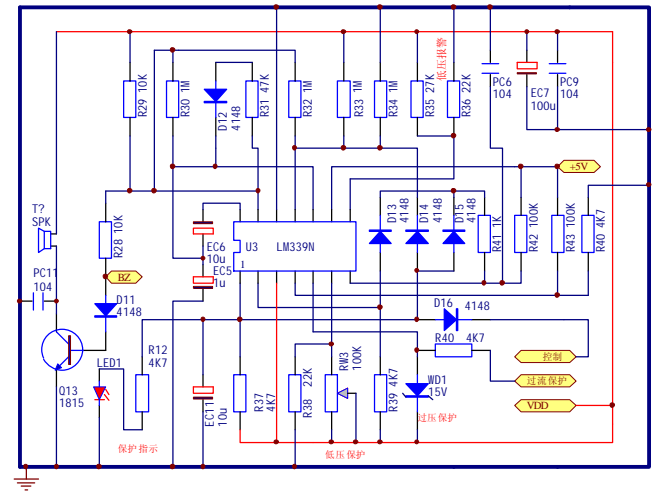 R29 10K
R30 1M
D12
4148
R31 47K
R32 1M
R33 1M
R34 1M
R35 27K
低压报警
R36 22K
PC6
104
EC7
100u
PC9
104
+5V
T?
SPK
R28 10K
BZ
PC11
104
D11
4148
EC6
10u
EC5
1u
U3
LM339N
1
D13
4148
D14
4148
D15
4148
R41 1K
R42 100K
R43 100K
R40 4K7
D16
4148
R40 4K7
控制
过流保护
VDD
Q13
1815
LED1
R12
4K7
EC11
10u
R37
4K7
R38 22K
RW3
100K
R39 4K7
WD1
15V
过压保护
保护指示
低压保护